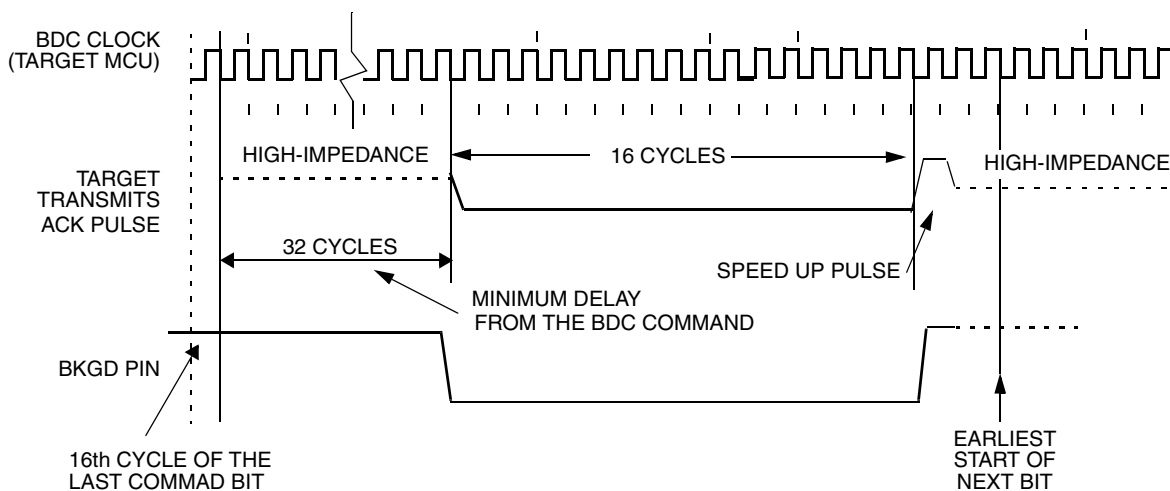 BDC CLOCK
(TARGET MCU)
HIGH-IMPEDANCE
16 CYCLES
HIGH-IMPEDANCE
TARGET
TRANSMITS
ACK PULSE
32 CYCLES
SPEED UP PULSE
MINIMUM DELAY
FROM THE BDC COMMAND
BKGD PIN
16th CYCLE OF THE
LAST COMMAD BIT
EARLIEST
START OF
NEXT BIT